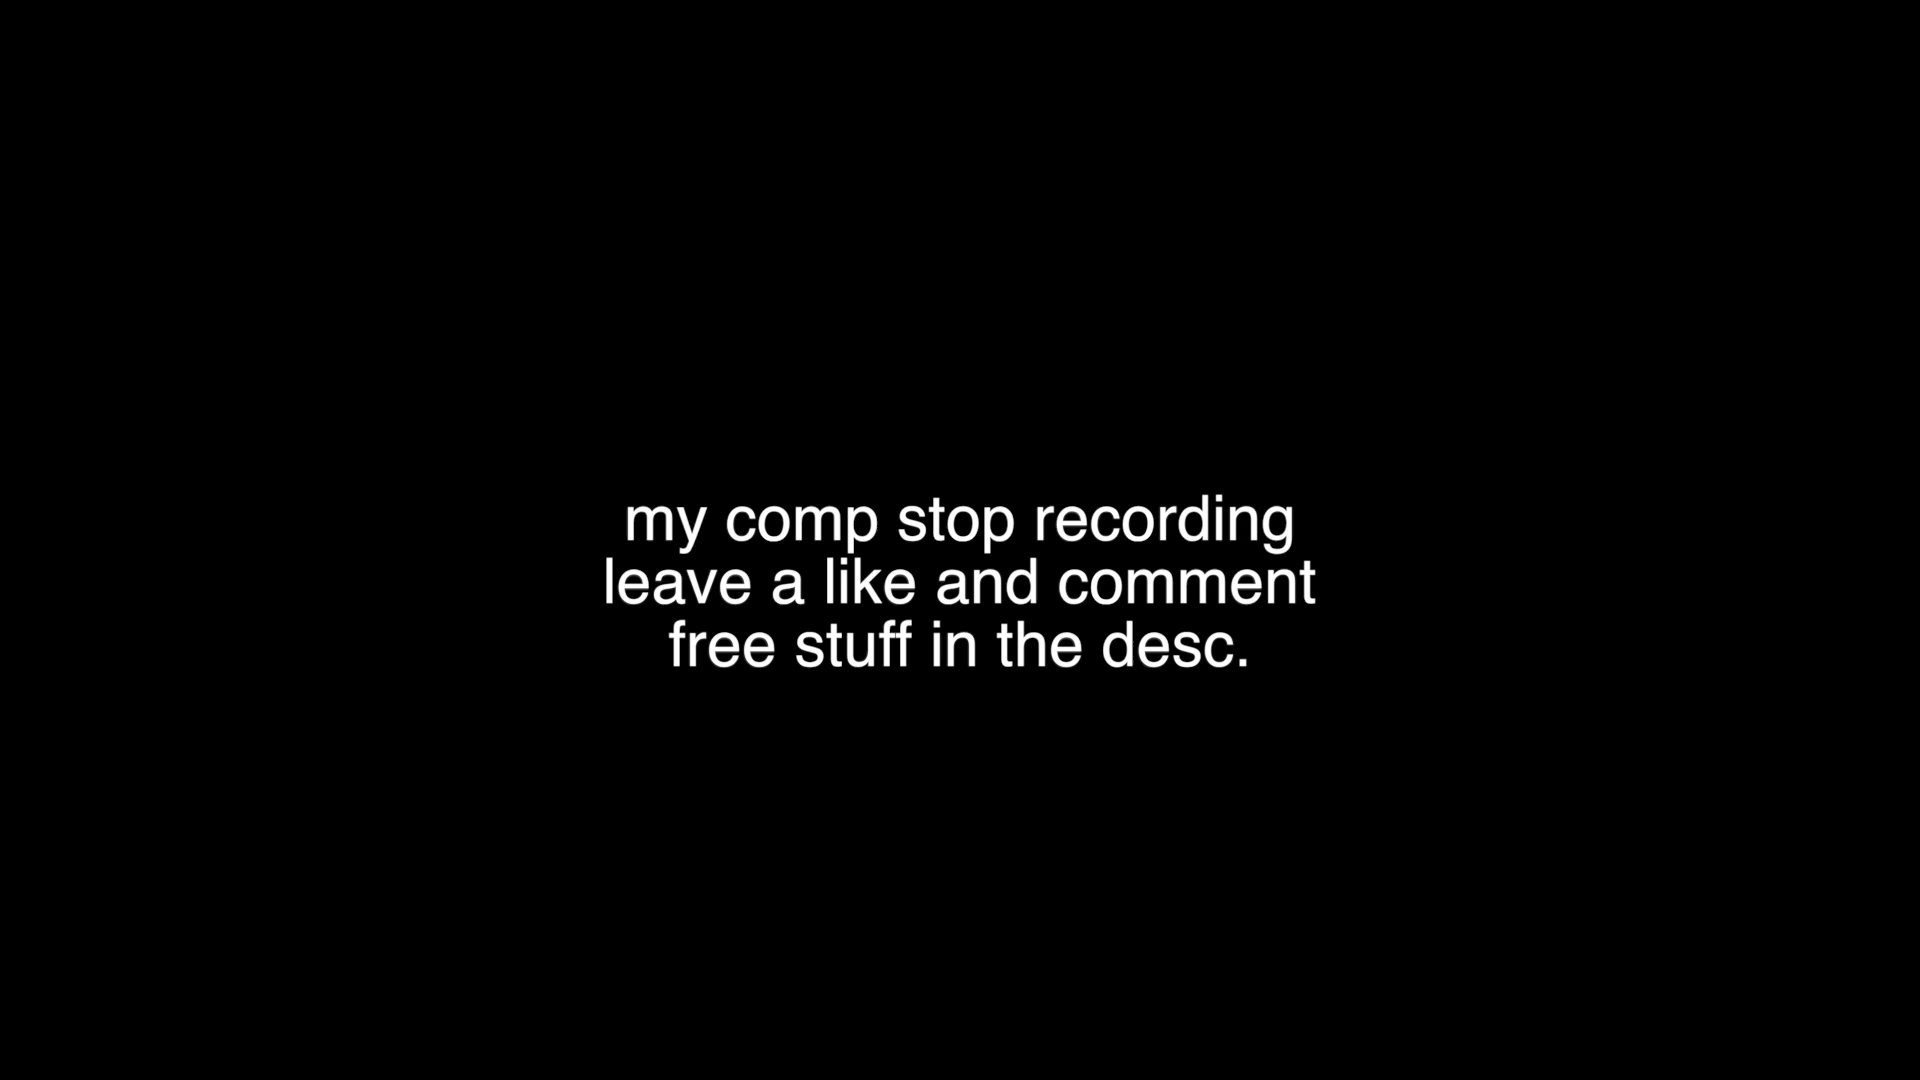 my comp stop recording
leave a like and comment
free stuff in the desc.